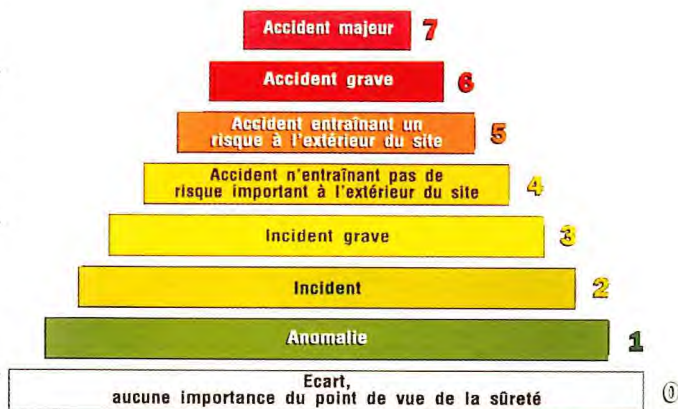 Accident majeur 7
Accident grave 6
Accident entraînant un
risque à l'extérieur du site 5
Accident n'entraînant pas de
risque important à l'extérieur du site 4
Incident grave 3
Incident 2
Anomalie 1
Ecart,
aucune importance du point de vue de la sûreté 0